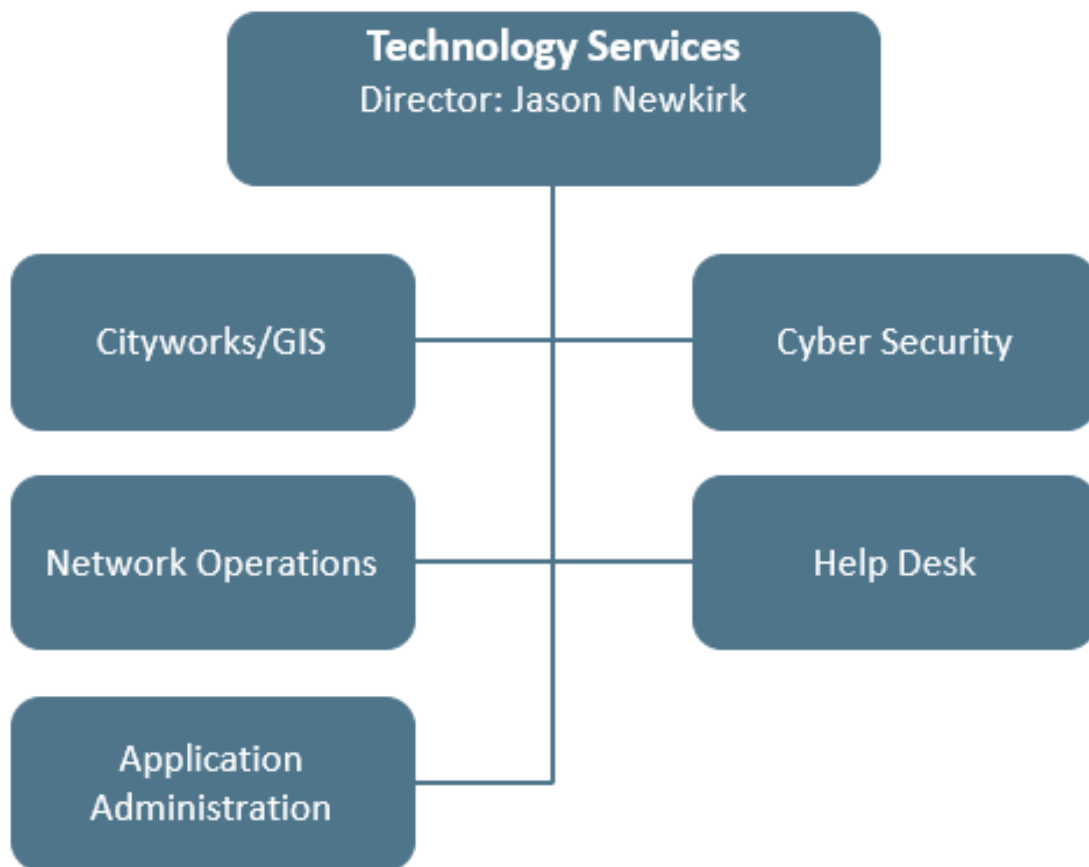 Technology Services
Director: Jason Newkirk
Cityworks/GIS
Cyber Security
Network Operations
Help Desk
Application
Administration